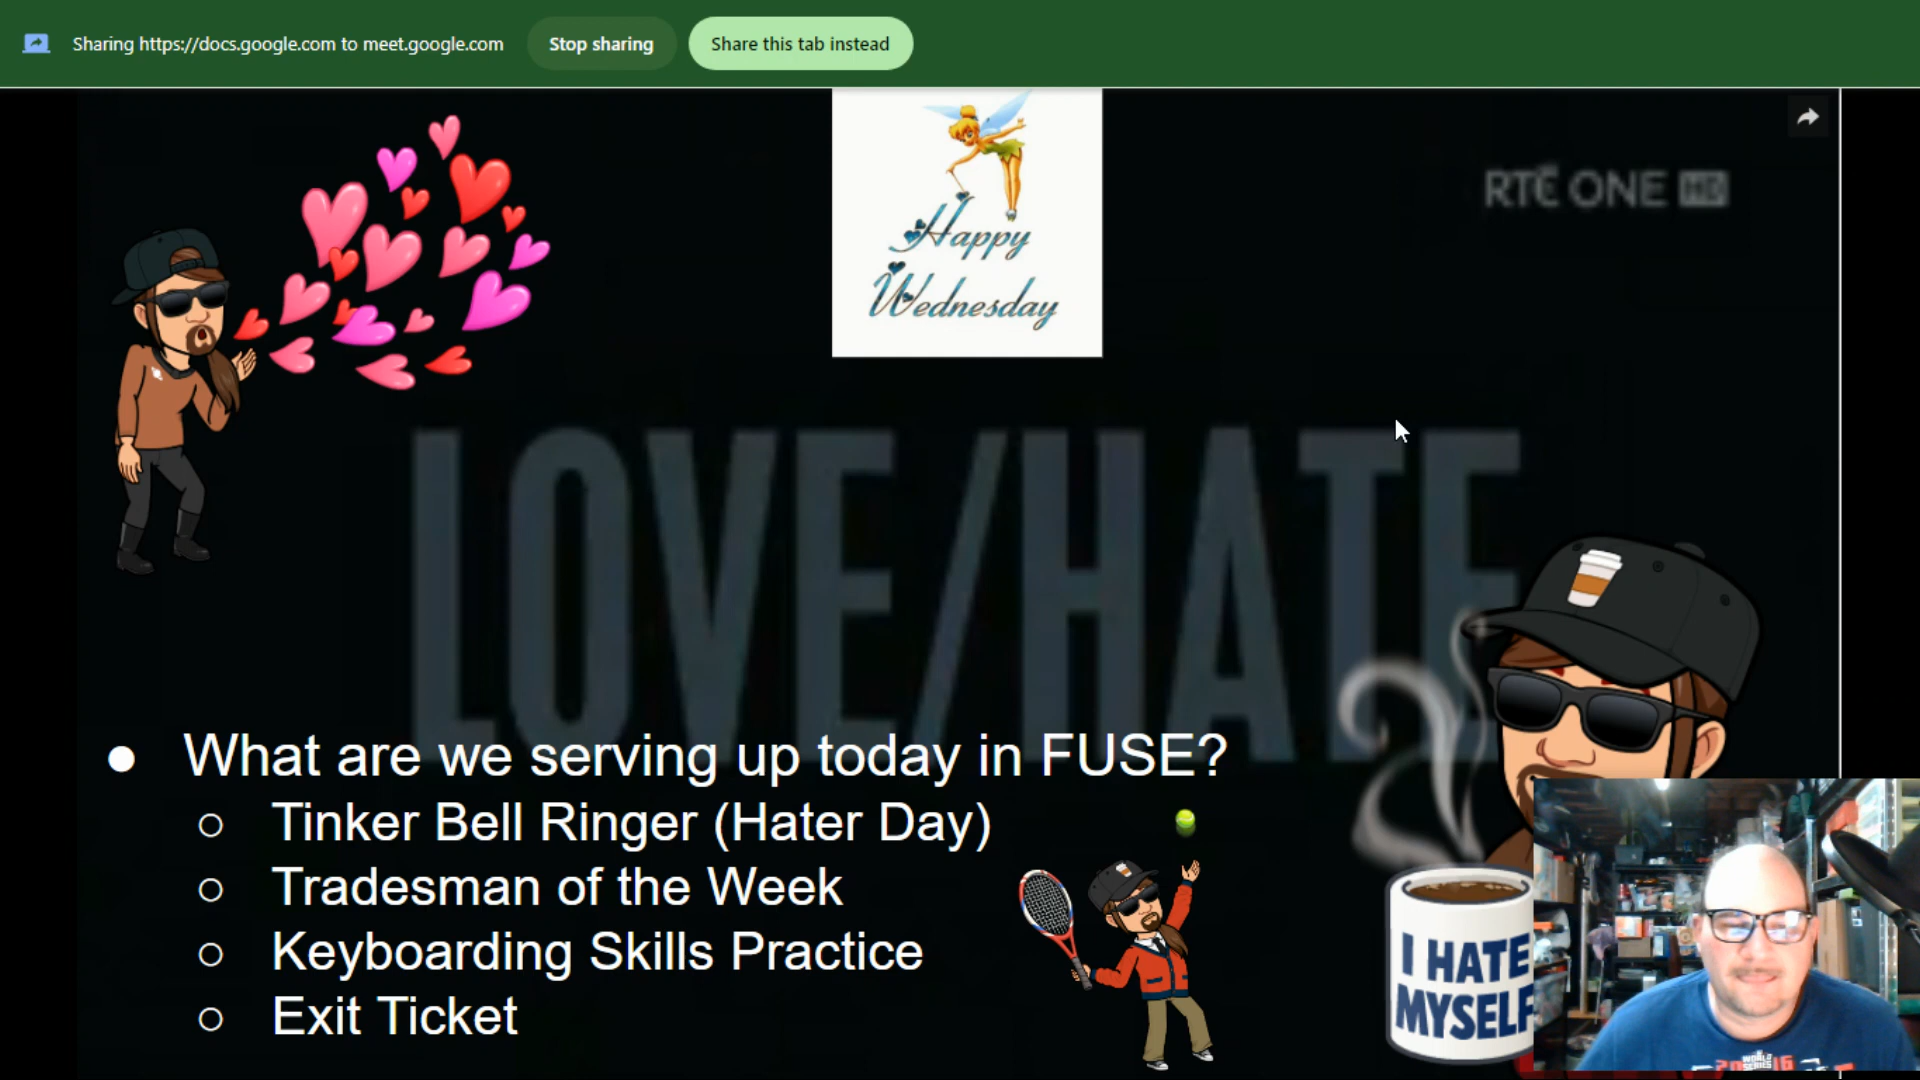 Sharing https://docs.google.com to meet.google.com
Stop sharing
Share this tab instead
RTÉ ONE HD
Happy
Wednesday
LOVE/HATE
● What are we serving up today in FUSE?
○ Tinker Bell Ringer (Hater Day)
○ Tradesman of the Week
○ Keyboarding Skills Practice
○ Exit Ticket
I HATE
MYSELF
WORLD
SERIES